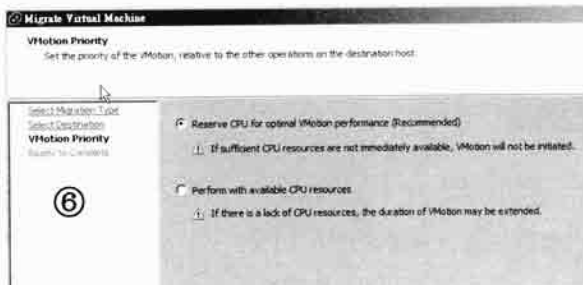 Migrate Virtual Machine
VMotion Priority
Set the priority of the VMotion, relative to the other operations on the destination host.
Select Migration Type
Select Destination
VMotion Priority
Ready to Complete
Reserve CPU for optimal VMotion performance (Recommended)
If sufficient CPU resources are not immediately available, VMotion will not be initiated.
Perform with available CPU resources
If there is a lack of CPU resources, the duration of VMotion may be extended.
⑥